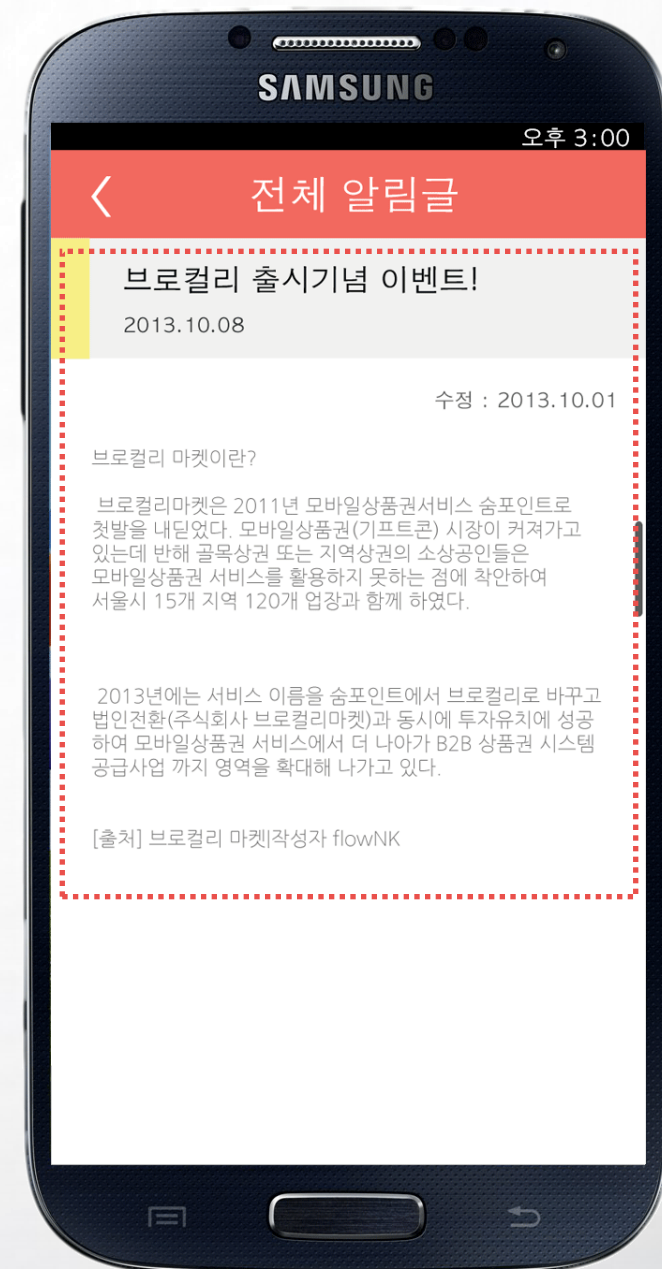 SAMSUNG
오후 3:00
전체 알림글
브로컬리 출시기념 이벤트!
2013.10.08
수정 : 2013.10.01
브로컬리 마켓이란?
브로컬리마켓은 2011년 모바일상품권서비스 숨포인트로
첫발을 내딛었다. 모바일상품권(기프트콘) 시장이 커져가고
있는데 반해 골목상권 또는 지역상권의 소상공인들은
모바일상품권 서비스를 활용하지 못하는 점에 착안하여
서울시 15개 지역 120개 업장과 함께 하였다.
2013년에는 서비스 이름을 숨포인트에서 브로컬리로 바꾸고
법인전환(주식회사 브로컬리마켓)과 동시에 투자유치에 성공
하여 모바일상품권 서비스에서 더 나아가 B2B 상품권 시스템
공급사업 까지 영역을 확대해 나가고 있다.
[출처] 브로컬리 마켓|작성자 flowNK